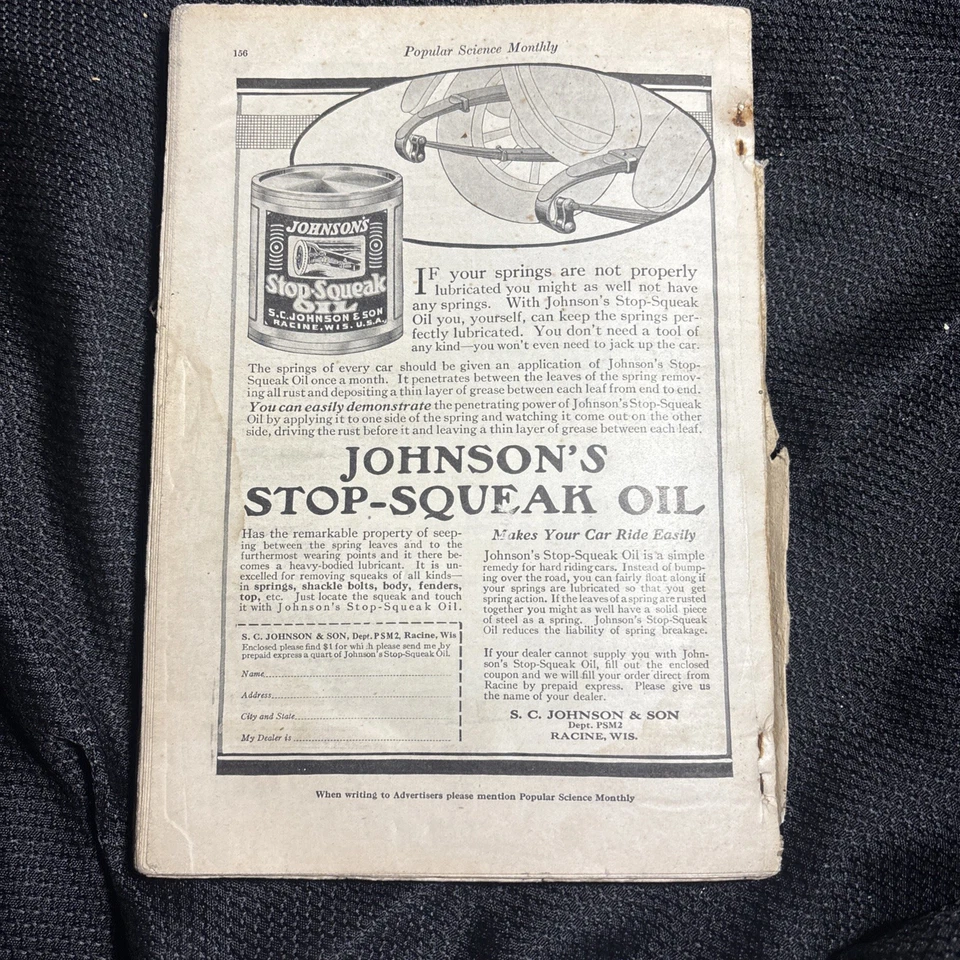 156
Popular Science Monthly
JOHNSON'S
Stop-Squeak
OIL
S.C. JOHNSON & SON
RACINE, WIS. U.S.A.
IF your springs are not properly
lubricated you might as well not have
any springs. With Johnson's Stop-Squeak
Oil you, yourself, can keep the springs per-
fectly lubricated. You don't need a tool of
any kind—you won't even need to jack up the car.
The springs of every car should be given an application of Johnson's Stop-
Squeak Oil once a month. It penetrates between the leaves of the spring remov-
ing all rust and depositing a thin layer of grease between each leaf from end to end.
You can easily demonstrate the penetrating power of Johnson's Stop-Squeak
Oil by applying it to one side of the spring and watching it come out on the other
side, driving the rust before it and leaving a thin layer of grease between each leaf.
JOHNSON'S
STOP-SQUEAK OIL
Has the remarkable property of seep-
ing between the spring leaves and to the
furthermost wearing points and it there be-
comes a heavy-bodied lubricant. It is un-
excelled for removing squeaks of all kinds—
in springs, shackle bolts, body, fenders,
top, etc. Just locate the squeak and touch
it with Johnson's Stop-Squeak Oil.
S. C. JOHNSON & SON, Dept. PSM2, Racine, Wis
Enclosed please find $1 for which please send me by
prepaid express a quart of Johnson's Stop-Squeak Oil.
Name
Address
City and State
My Dealer is
Makes Your Car Ride Easily
Johnson's Stop-Squeak Oil is a simple
remedy for hard riding cars. Instead of bump-
ing over the road, you can fairly float along if
your springs are lubricated so that you get
spring action. If the leaves of a spring are rusted
together you might as well have a solid piece
of steel as a spring. Johnson's Stop-Squeak
Oil reduces the liability of spring breakage.
If your dealer cannot supply you with John-
son's Stop-Squeak Oil, fill out the enclosed
coupon and we will fill your order direct from
Racine by prepaid express. Please give us
the name of your dealer.
S. C. JOHNSON & SON
Dept. PSM2
RACINE, WIS.
When writing to Advertisers please mention Popular Science Monthly